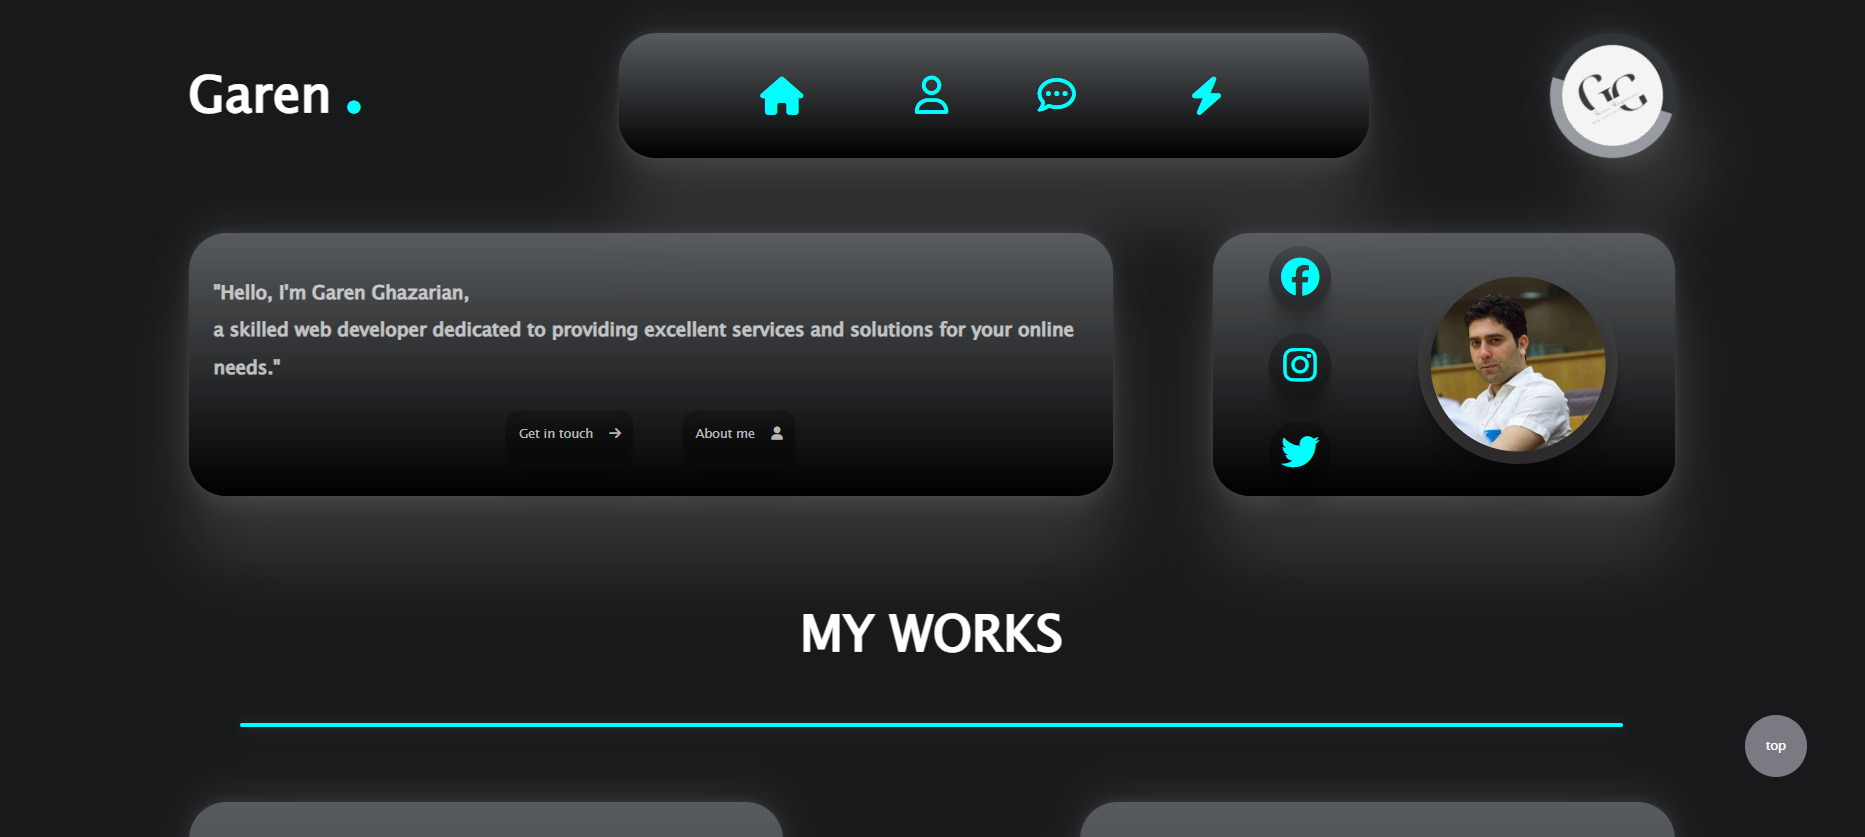 Garen .
GG
"Hello, I'm Garen Ghazarian,
a skilled web developer dedicated to providing excellent services and solutions for your online
needs."
Get in touch
About me
MY WORKS
top